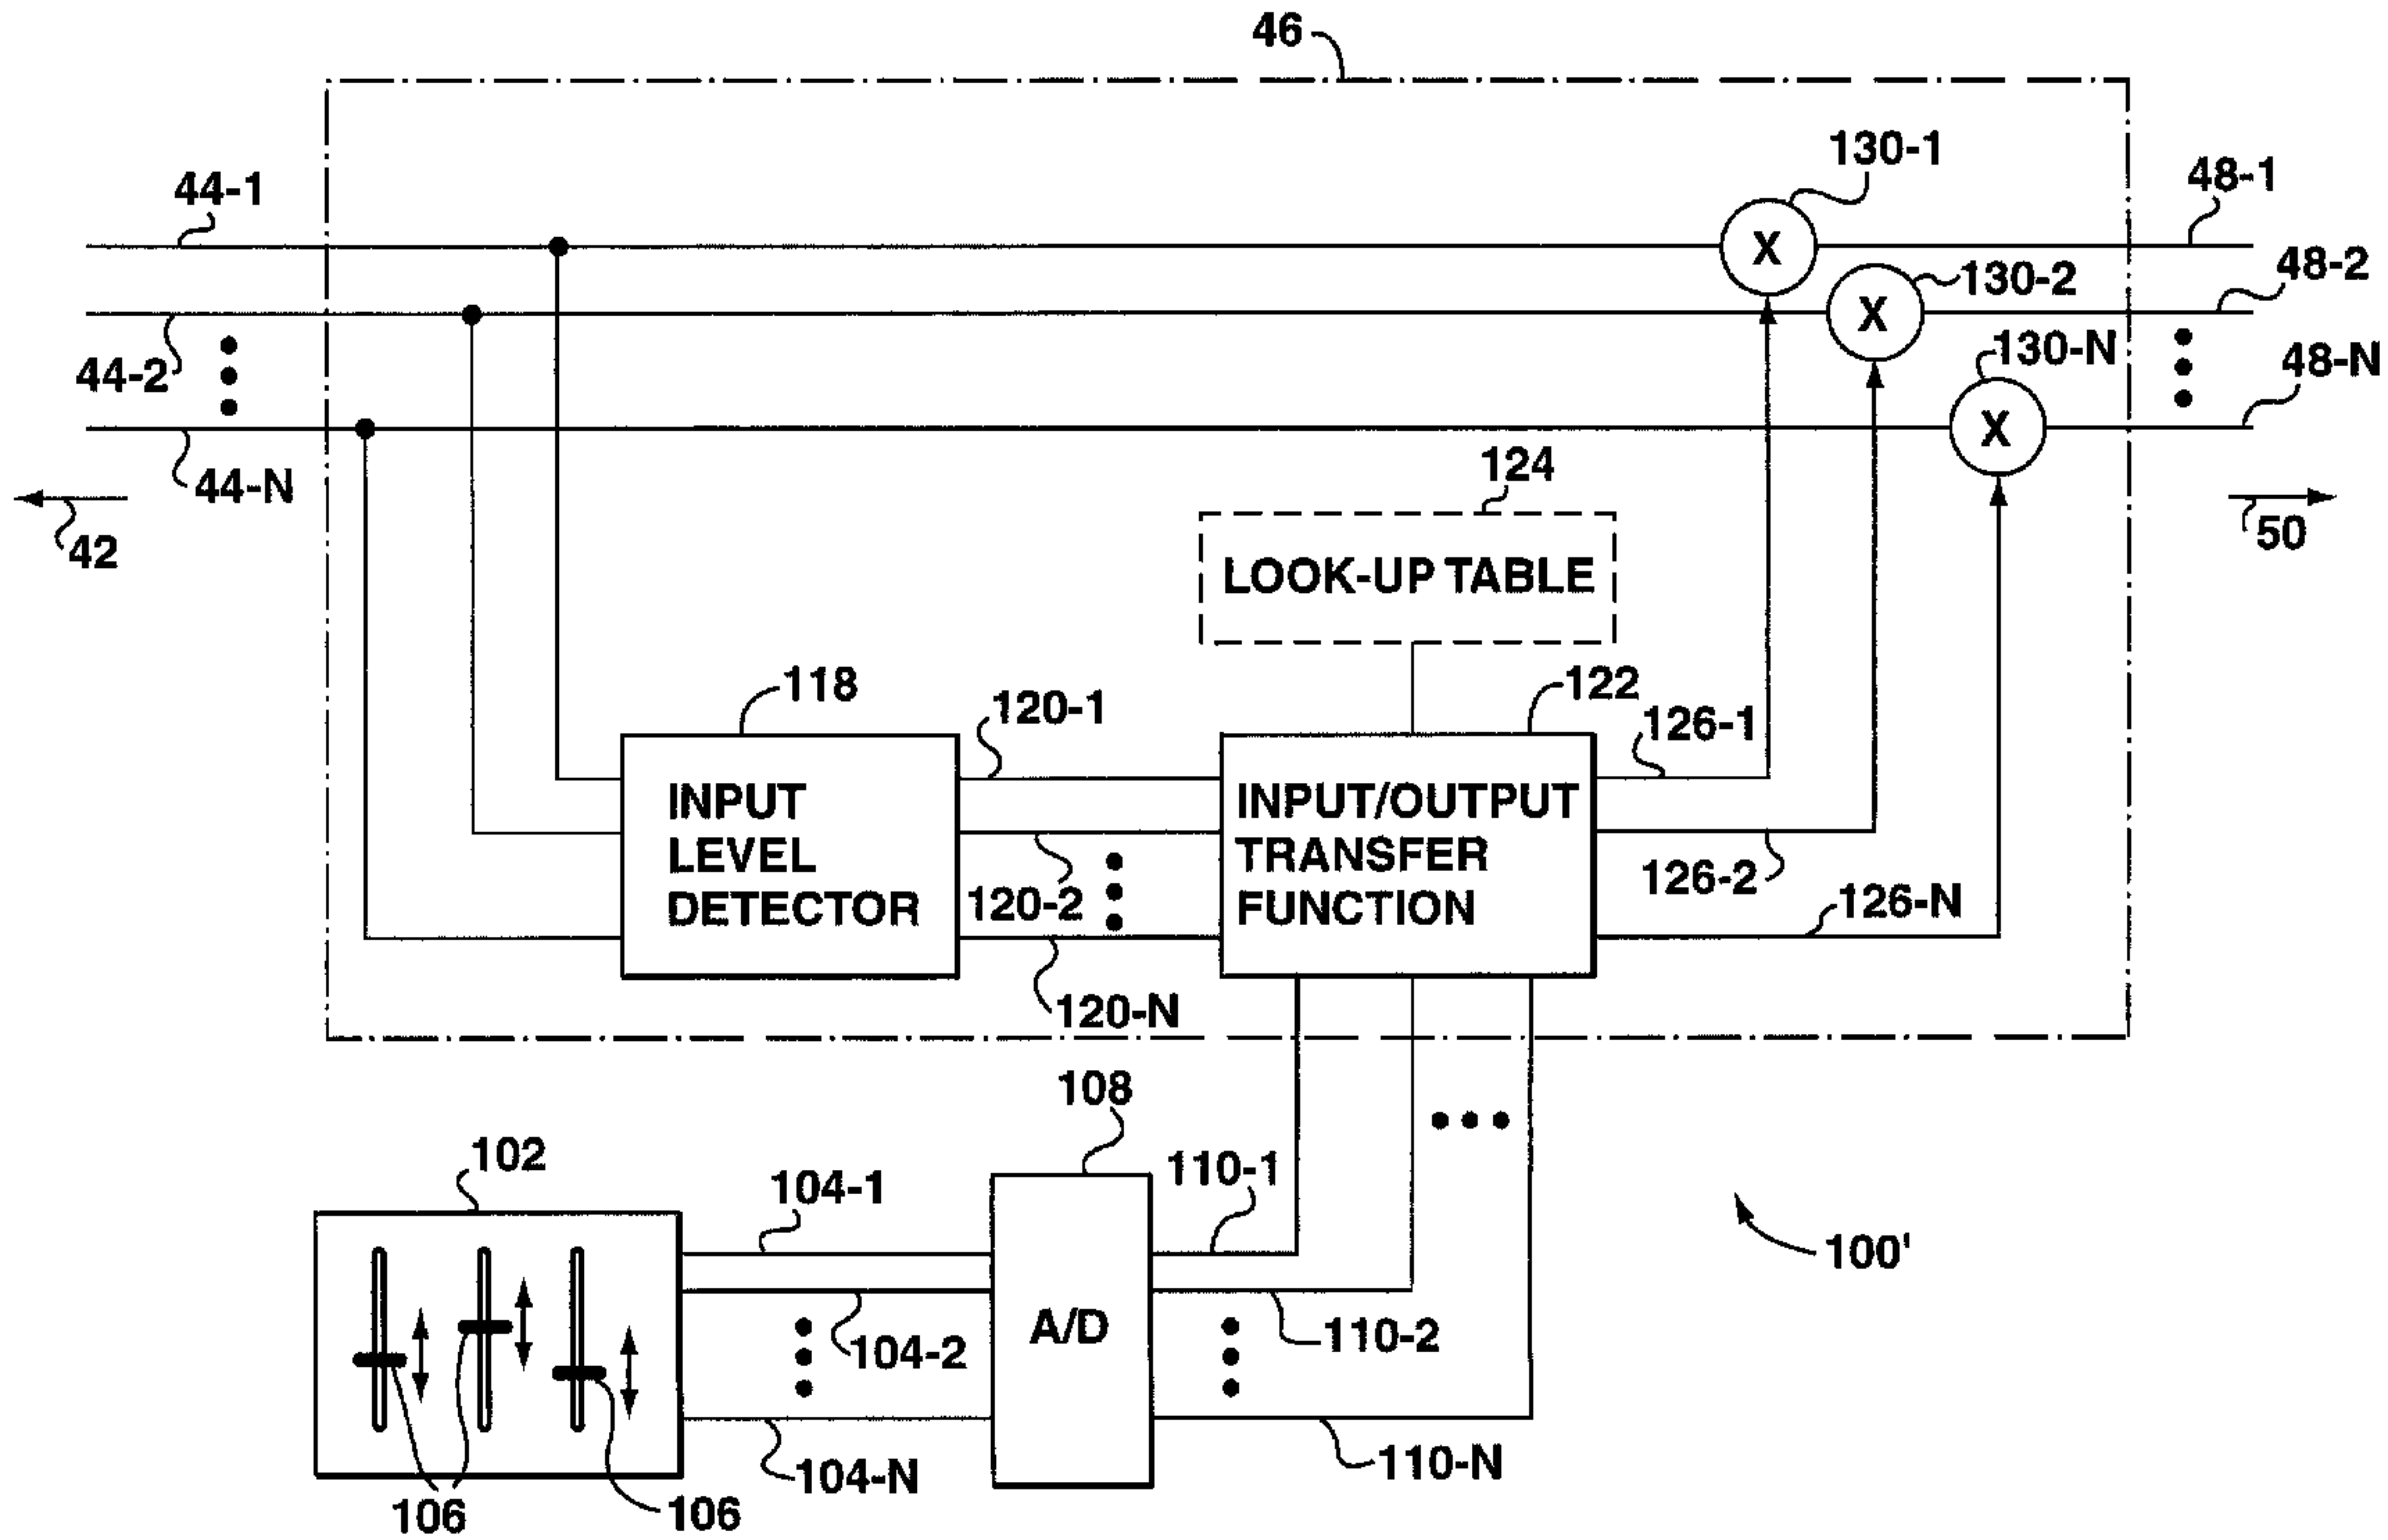 46
130-1
44-1
48-1
X
130-2
48-2
X
44-2
130-N
48-N
X
44-N
124
42
50
LOOK-UP TABLE
118
122
120-1
126-1
INPUT
LEVEL
DETECTOR
INPUT/OUTPUT
TRANSFER
FUNCTION
120-2
126-2
126-N
120-N
108
102
104-1
110-1
100'
A/D
104-2
110-2
104-N
110-N
106
106